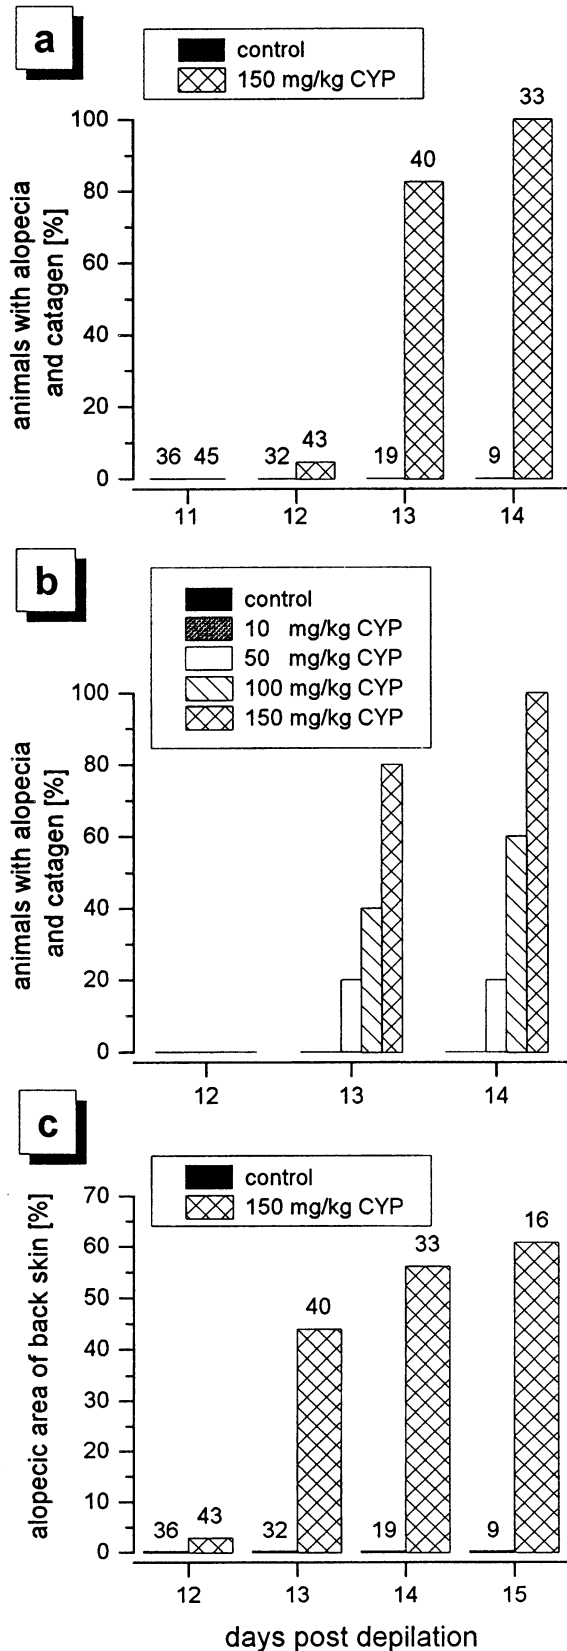 a
control
150 mg/kg CYP
animals with alopecia
and catagen [%]
100
80
60
40
20
0
36 45 32 43 19 40 9 33
11 12 13 14
b
control
10 mg/kg CYP
50 mg/kg CYP
100 mg/kg CYP
150 mg/kg CYP
animals with alopecia
and catagen [%]
100
80
60
40
20
0
12 13 14
c
control
150 mg/kg CYP
alopecic area of back skin [%]
70
60
50
40
30
20
10
0
36 43 32 40 19 33 9 16
12 13 14 15
days post depilation